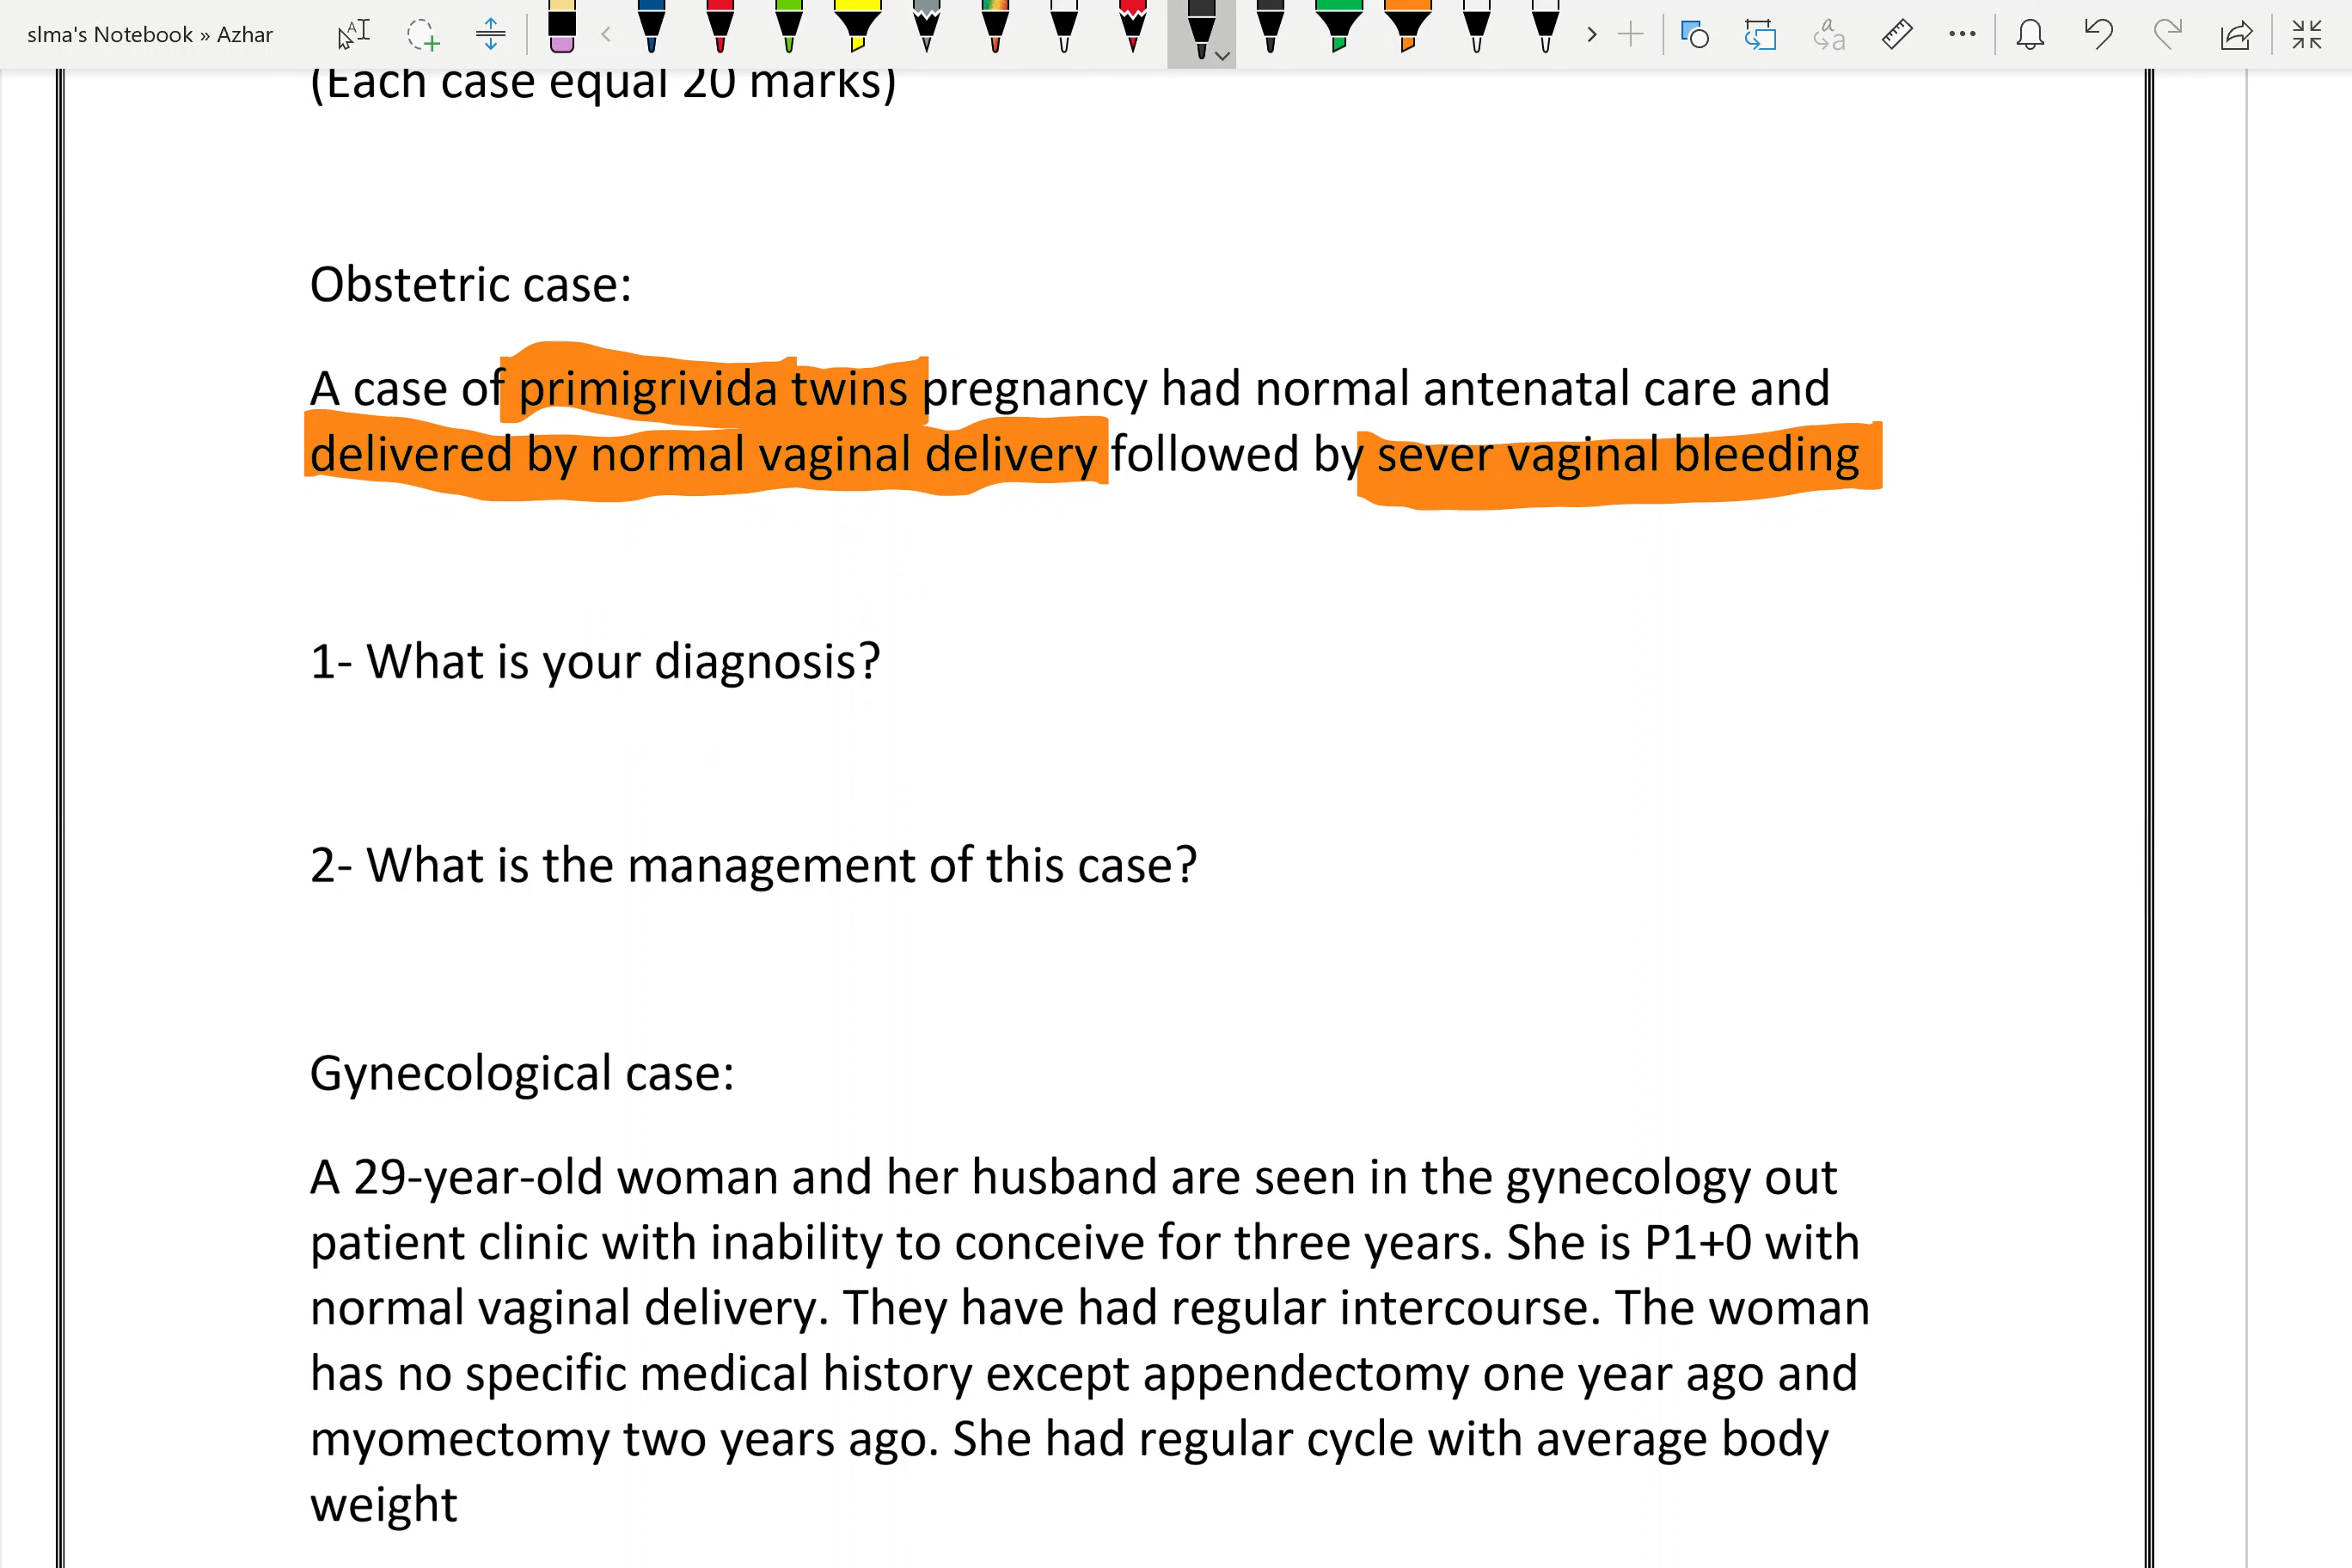 slma's Notebook » Azhar
(Each case equal 20 marks)
Obstetric case:
A case of primigrivida twins pregnancy had normal antenatal care and
delivered by normal vaginal delivery followed by sever vaginal bleeding
1- What is your diagnosis?
2- What is the management of this case?
Gynecological case:
A 29-year-old woman and her husband are seen in the gynecology out
patient clinic with inability to conceive for three years. She is P1+0 with
normal vaginal delivery. They have had regular intercourse. The woman
has no specific medical history except appendectomy one year ago and
myomectomy two years ago. She had regular cycle with average body
weight